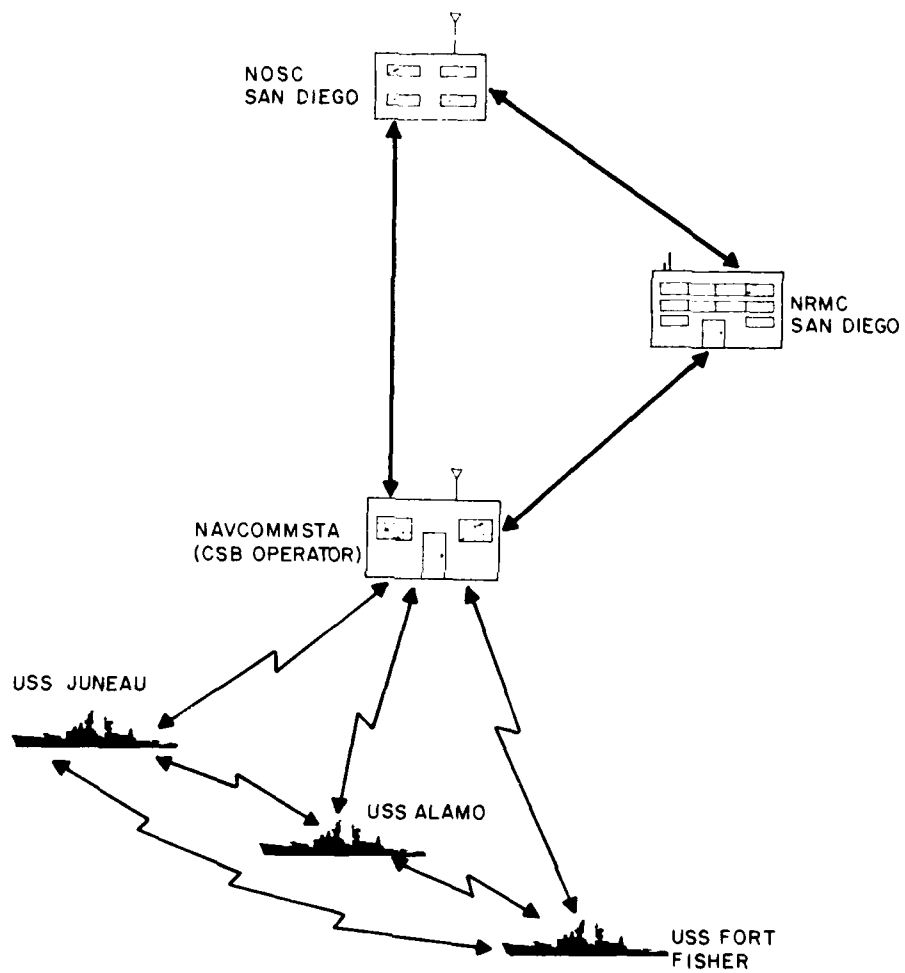 NOSC
SAN DIEGO
NRMC
SAN DIEGO
NAVCOMMSTA
(CSB OPERATOR)
USS JUNEAU
USS ALAMO
USS FORT
FISHER